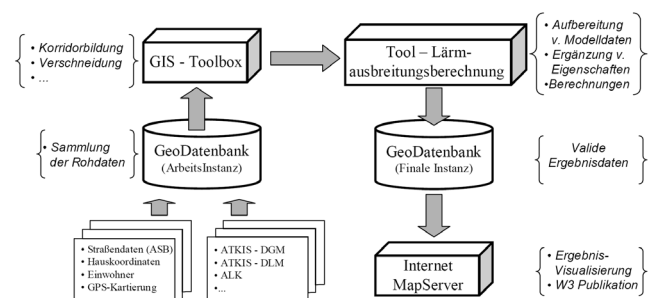 • Korridorbildung
• Verschneidung
• ...
GIS - Toolbox
Tool – Lärm-
ausbreitungsberechnung
• Aufbereitung
v. Modelldaten
• Ergänzung v.
Eigenschaften
•Berechnungen
• Sammlung
der Rohdaten
GeoDatenbank
(ArbeitsInstanz)
GeoDatenbank
(Finale Instanz)
Valide
Ergebnisdaten
• Straßendaten (ASB)
• Hauskoordinaten
• Einwohner
• GPS-Kartierung
• ATKIS - DGM
• ATKIS - DLM
• ALK
•...
Internet
MapServer
• Ergebnis-
Visualisierung
• W3 Publikation